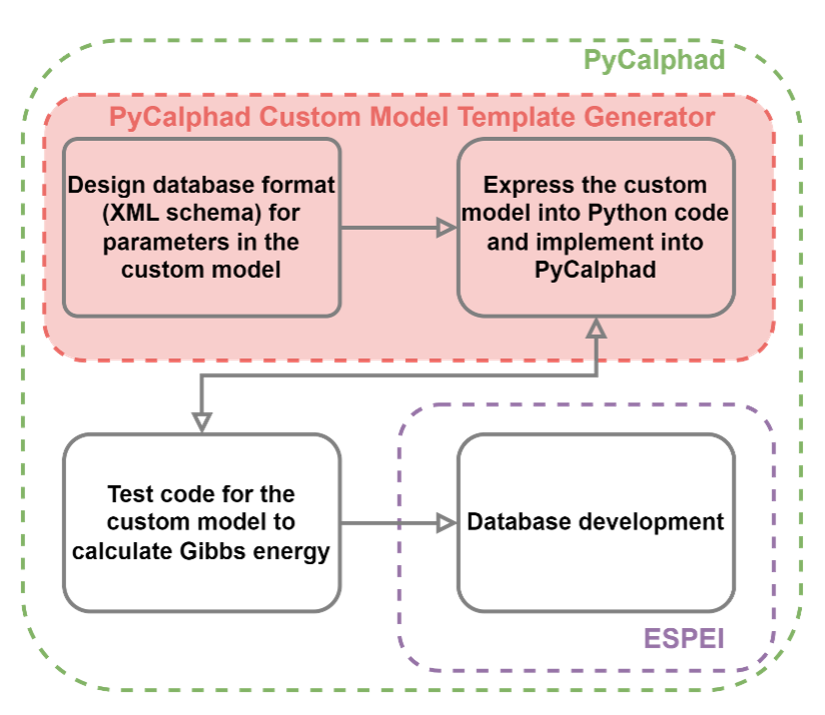 PyCalphad
PyCalphad Custom Model Template Generator
Design database format
(XML schema) for
parameters in the
custom model
Express the custom
model into Python code
and implement into
PyCalphad
Test code for the
custom model to
calculate Gibbs energy
Database development
ESPEI